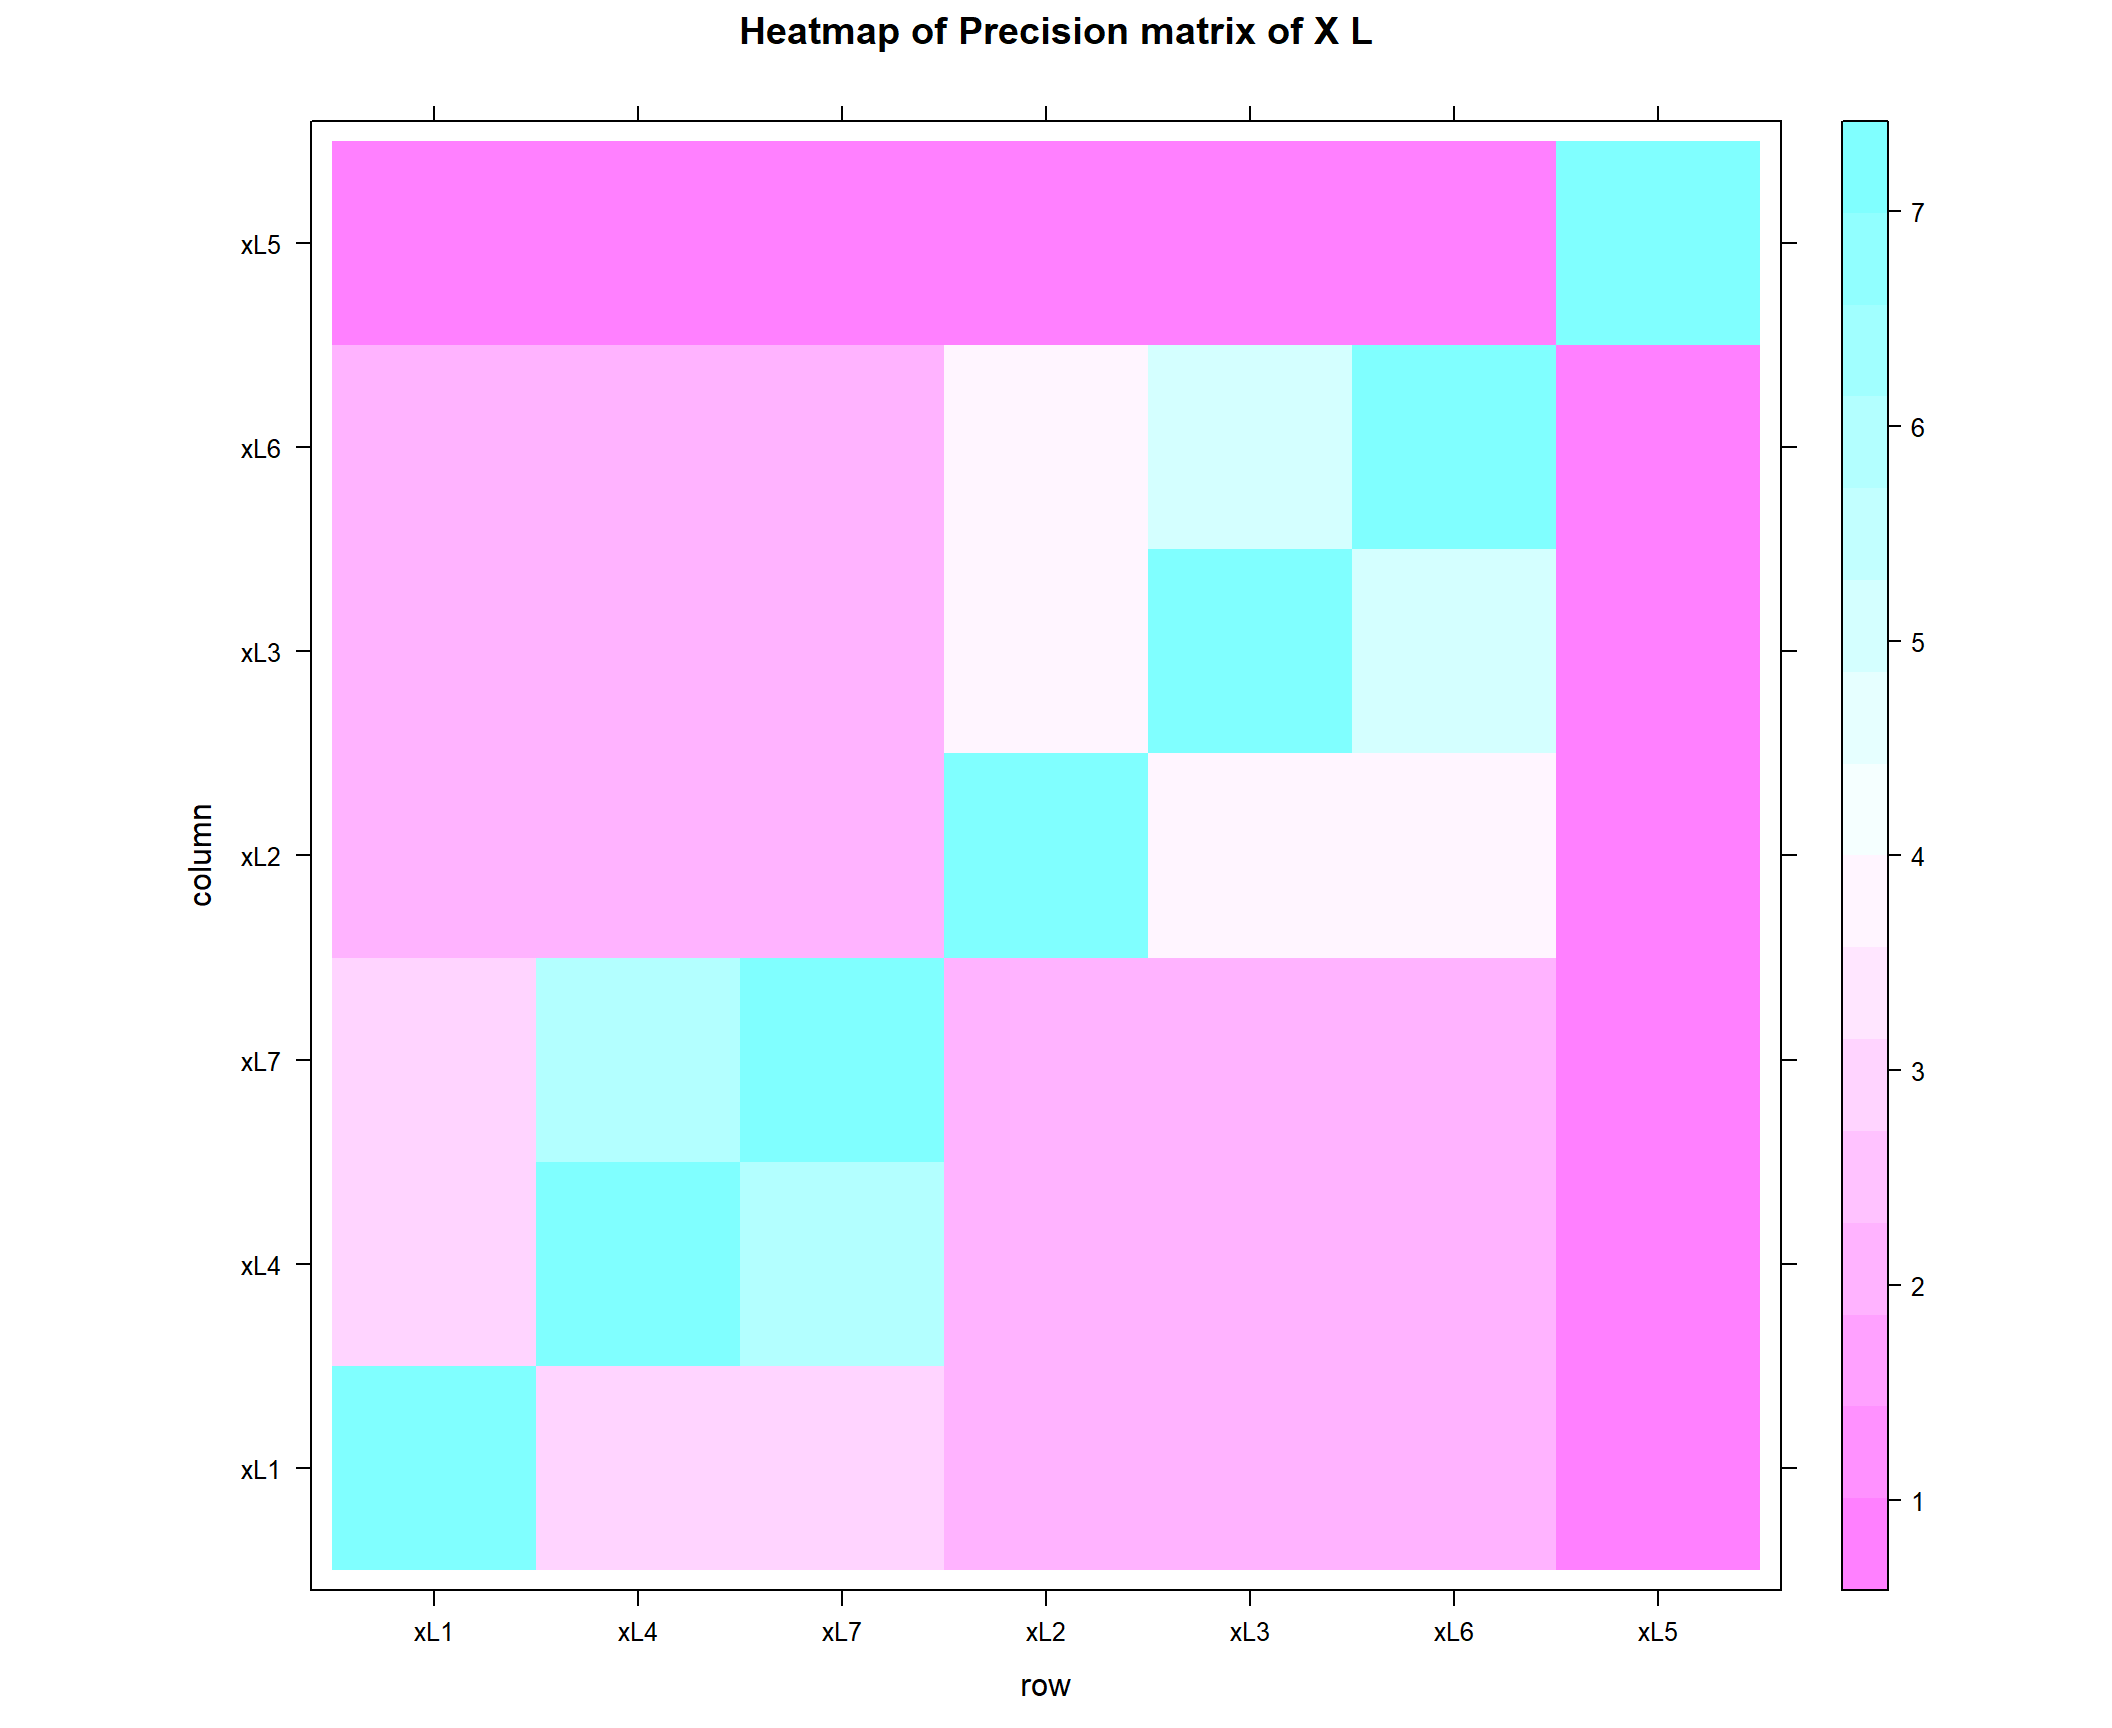 Heatmap of Precision matrix of X L
xL5
xL6
xL3
xL2
xL7
xL4
xL1
column
xL1 xL4 xL7 xL2 xL3 xL6 xL5
row
7
6
5
4
3
2
1